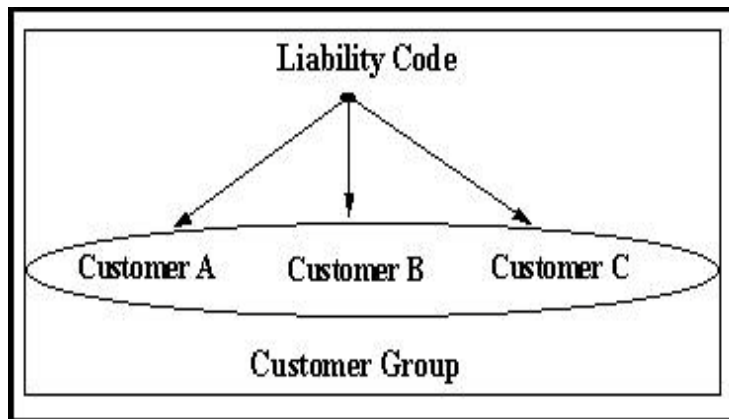 Liability Code
Customer A
Customer B
Customer C
Customer Group